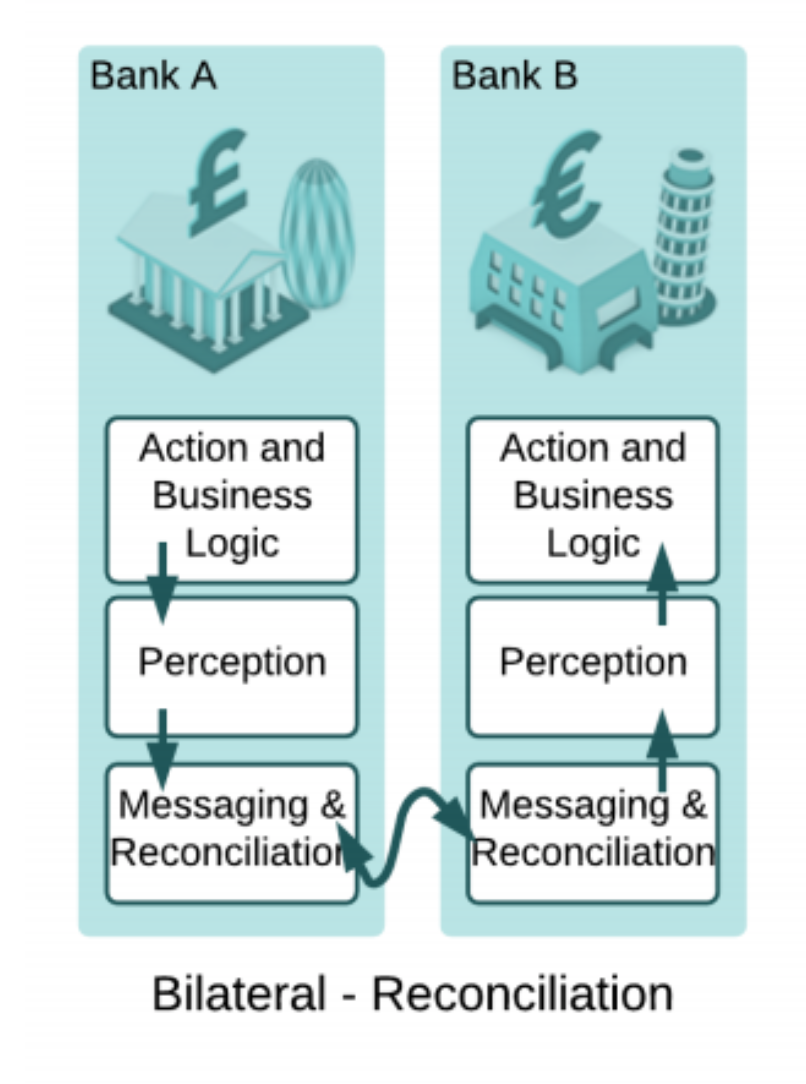 Bank A
£
Action and
Business
Logic
Perception
Messaging &
Reconciliation
Bank B
€
Action and
Business
Logic
Perception
Messaging &
Reconciliation
Bilateral - Reconciliation